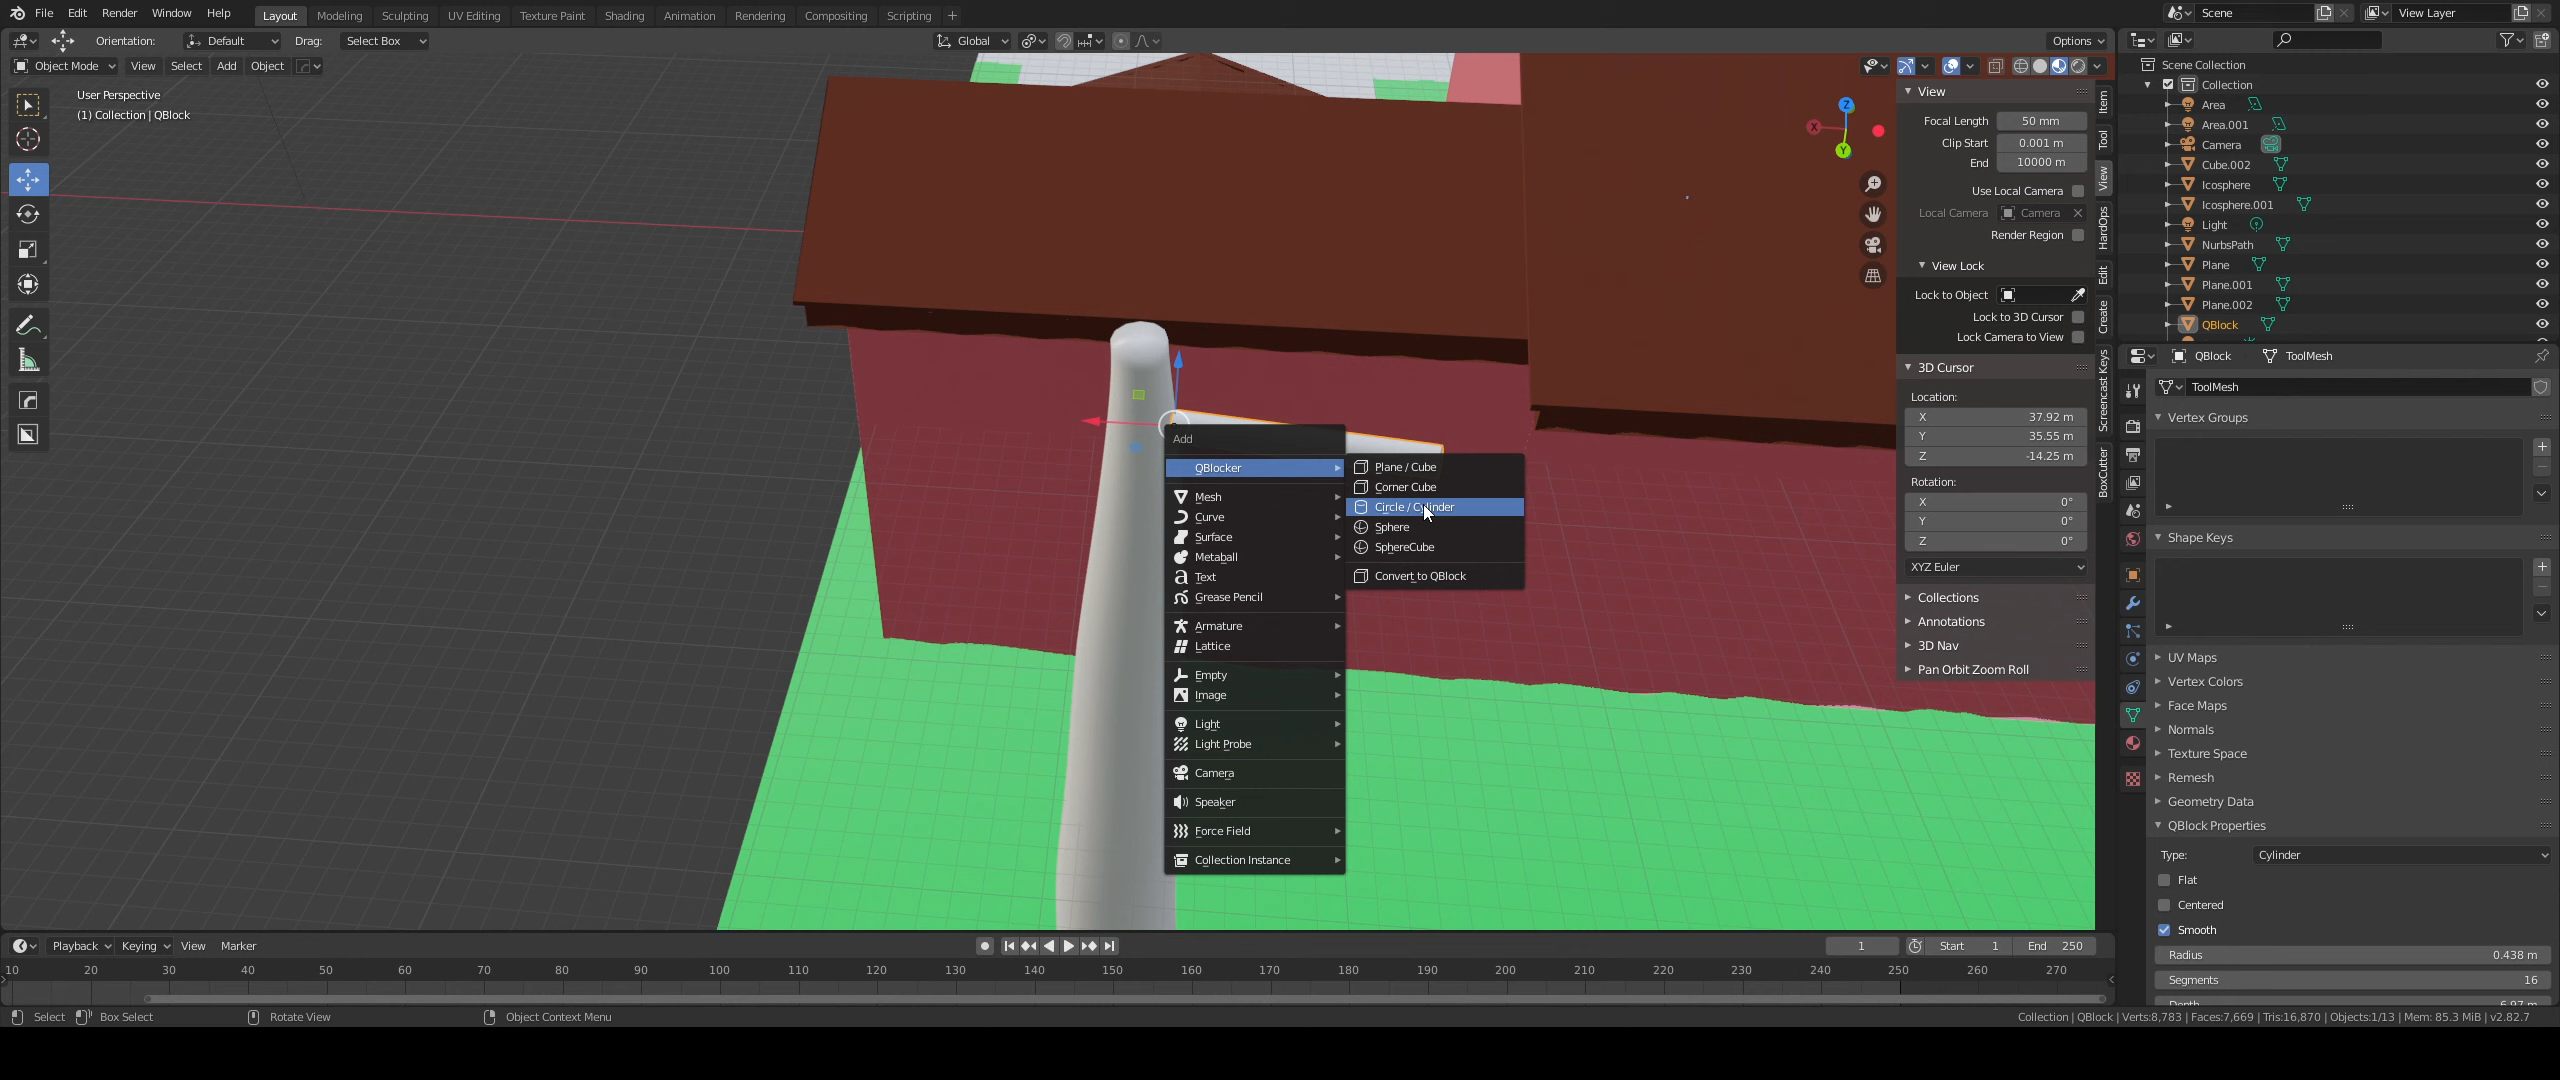 File Edit Render Window Help Layout Modeling Sculpting UV Editing Texture Paint Shading Animation Rendering Compositing Scripting + Scene View Layer
Orientation: Default Drag: Select Box Global Options
Object Mode View Select Add Object
User Perspective
(1) Collection | QBlock
Z
X
Y
Add
QBlocker
Mesh
Curve
Surface
Metaball
Text
Grease Pencil
Armature
Lattice
Empty
Image
Light
Light Probe
Camera
Speaker
Force Field
Collection Instance
Plane / Cube
Corner Cube
Circle / Cylinder
Sphere
SphereCube
Convert to QBlock
View
Focal Length 50 mm
Clip Start 0.001 m
End 10000 m
Use Local Camera
Local Camera Camera
Render Region
View Lock
Lock to Object
Lock to 3D Cursor
Lock Camera to View
3D Cursor
Location:
X 37.92 m
Y 35.55 m
Z -14.25 m
Rotation:
X 0°
Y 0°
Z 0°
XYZ Euler
Collections
Annotations
3D Nav
Pan Orbit Zoom Roll
Item
Tool
View
HardOps
Edit
Create
Screencast Keys
BoxCutter
Scene Collection
Collection
Area
Area.001
Camera
Cube.002
Icosphere
Icosphere.001
Light
NurbsPath
Plane
Plane.001
Plane.002
QBlock
QBlock ToolMesh
ToolMesh
Vertex Groups
Shape Keys
UV Maps
Vertex Colors
Face Maps
Normals
Texture Space
Remesh
Geometry Data
QBlock Properties
Type: Cylinder
Flat
Centered
Smooth
Radius 0.438 m
Segments 16
Depth 6.97 m
Playback Keying View Marker 1 Start 1 End 250
10 20 30 40 50 60 70 80 90 100 110 120 130 140 150 160 170 180 190 200 210 220 230 240 250 260 270
Select Box Select Rotate View Object Context Menu Collection | QBlock | Verts:8,783 | Faces:7,669 | Tris:16,870 | Objects:1/13 | Mem: 85.3 MiB | v2.82.7